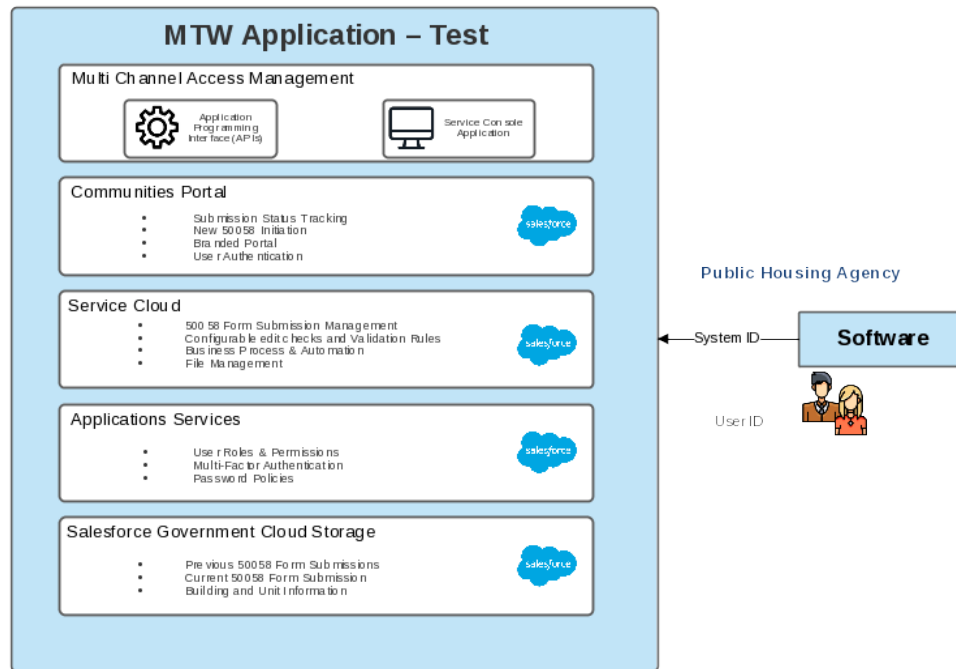 MTW Application – Test
Multi Channel Access Management
Application
Programming
Interface (APIs)
Service Console
Application
Communities Portal
• Submission Status Tracking
• New 50058 Initiation
• Branded Portal
• User Authentication
salesforce
Service Cloud
• 50058 Form Submission Management
• Configurable edit checks and Validation Rules
• Business Process & Automation
• File Management
salesforce
Applications Services
• User Roles & Permissions
• Multi-Factor Authentication
• Password Policies
salesforce
Salesforce Government Cloud Storage
• Previous 50058 Form Submissions
• Current 50058 Form Submission
• Building and Unit Information
salesforce
Public Housing Agency
System ID
Software
User ID